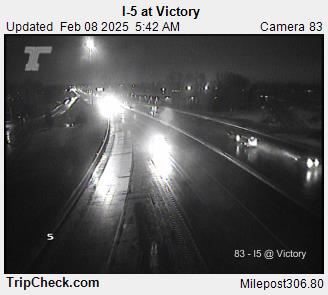 I-5 at Victory
Updated Feb 08 2025 5:42 AM Camera 83
T
S
83 - I5 @ Victory
TripCheck.com Milepost306.80